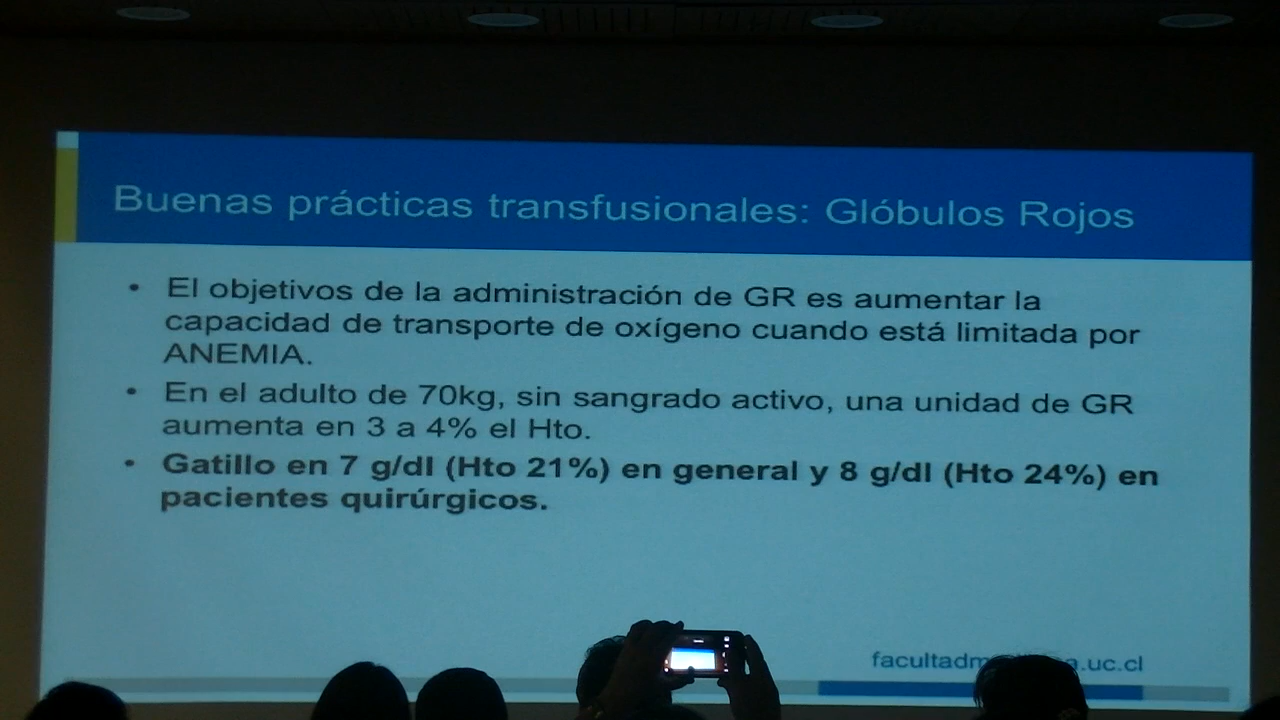 Buenas prácticas transfusionales: Glóbulos Rojos
• El objetivos de la administración de GR es aumentar la
capacidad de transporte de oxígeno cuando está limitada por
ANEMIA.
• En el adulto de 70kg, sin sangrado activo, una unidad de GR
aumenta en 3 a 4% el Hto.
• Gatillo en 7 g/dl (Hto 21%) en general y 8 g/dl (Hto 24%) en
pacientes quirúrgicos.